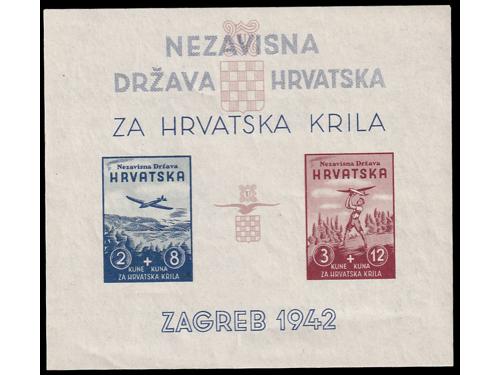 NEZAVISNA
DRŽAVA HRVATSKA
ZA HRVATSKA KRILA
Nezavisna Država
HRVATSKA
2 + 8
KUNE KUNA
ZA HRVATSKA KRILA
Nezavisna Država
HRVATSKA
3 + 12
KUNE KUNA
ZA HRVATSKA KRILA
ZAGREB 1942